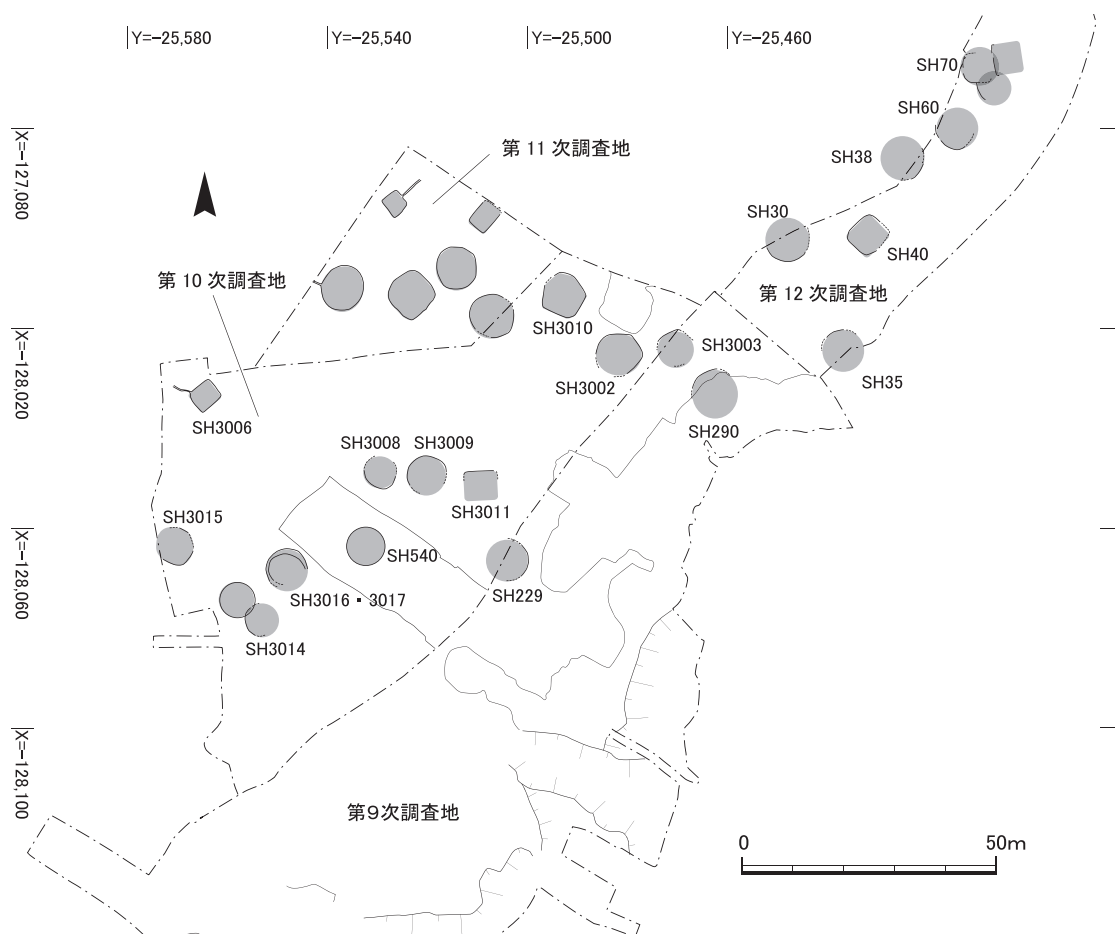 Y=-25,580
Y=-25,540
Y=-25,500
Y=-25,460
SH70
SH60
X=-127,080
第 11 次調査地
SH38
SH30
SH40
第 10 次調査地
第 12 次調査地
SH3010
SH3003
X=-128,020
SH3002
SH35
SH3006
SH290
SH3008
SH3009
SH3011
SH3015
SH540
X=-128,060
SH229
SH3016・3017
SH3014
X=-128,100
第9次調査地
0
50m